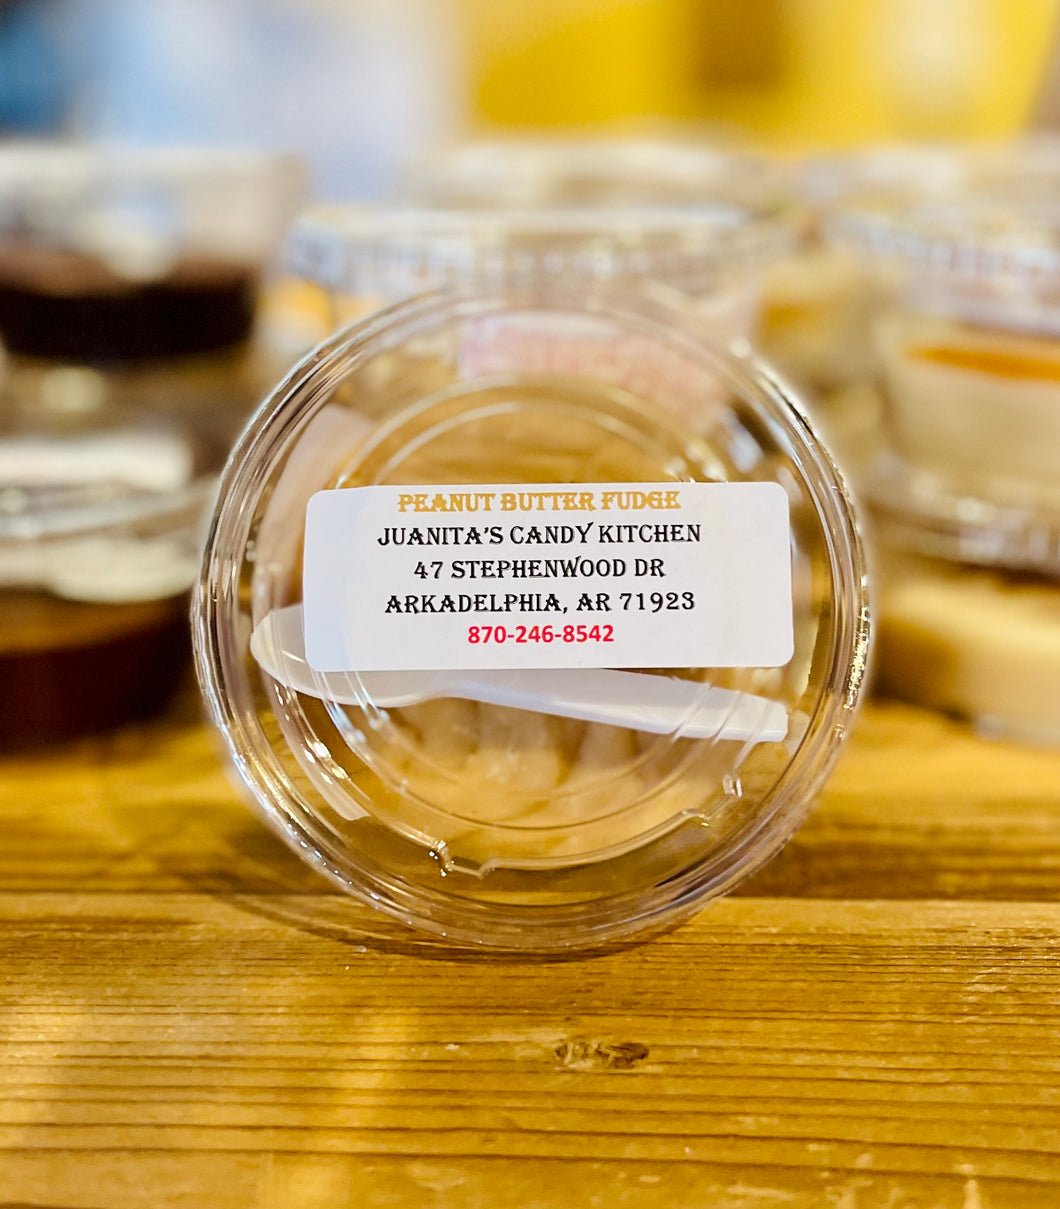 PEANUT BUTTER FUDGE
JUANITA'S CANDY KITCHEN
47 STEPHENWOOD DR
ARKADELPHIA, AR 71923
870-246-8542